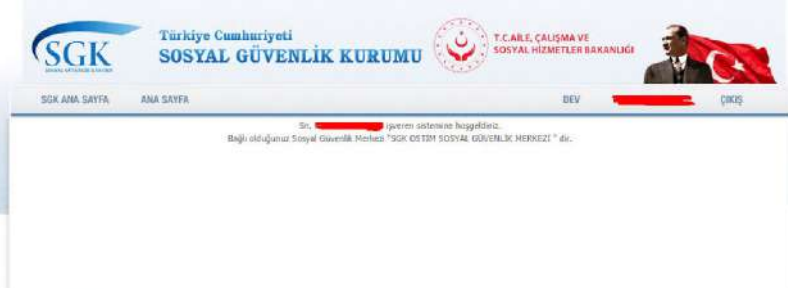 SGK
Türkiye Cumhuriyeti
SOSYAL GÜVENLİK KURUMU
T.C.AİLE, ÇALIŞMA VE
SOSYAL HİZMETLER BAKANLIĞI
SGK ANA SAYFA ANA SAYFA DEV ÇIKIŞ
Sn. işveren sistemine hoşgeldiniz.
Bağlı olduğunuz Sosyal Güvenlik Merkezi "SGK OSTİM SOSYAL GÜVENLİK MERKEZİ " dir.